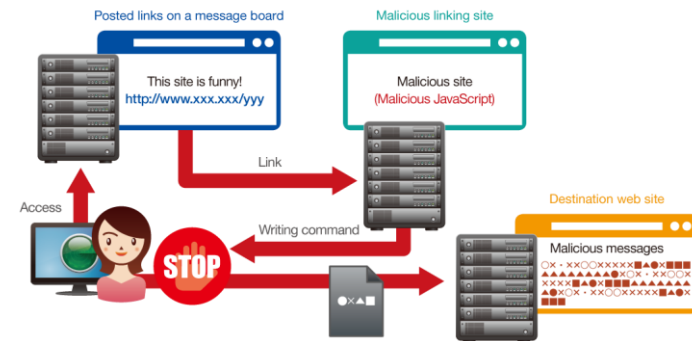 Posted links on a message board
Malicious linking site
This site is funny!
http://www.xxx.xxx/yyy
Malicious site
(Malicious JavaScript)
Link
Access
Writing command
STOP
Destination web site
Malicious messages
●×▲■